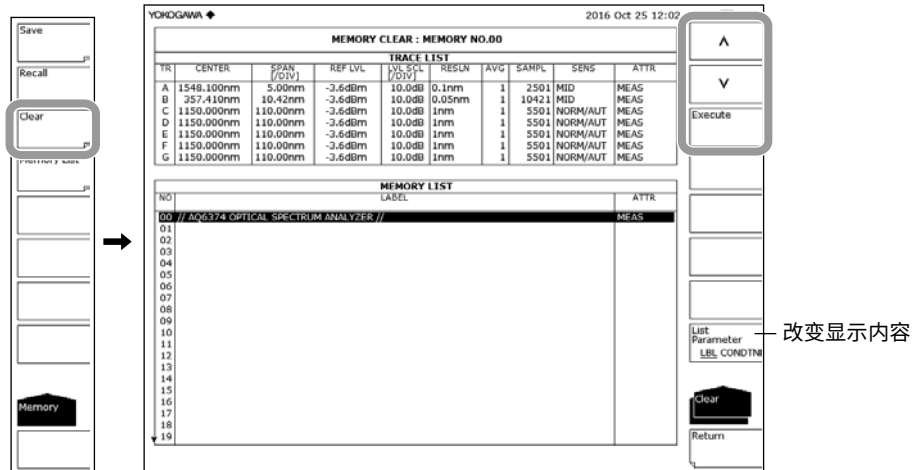 Save
Recall
Clear
Memory List
Memory
YOKOGAWA
2016 Oct 25 12:02
MEMORY CLEAR : MEMORY NO.00
TRACE LIST
TR CENTER SPAN [/DIV] REF LVL LVL SCL [/DIV] RESLN AVG SAMPL SENS ATTR
A 1548.100nm 5.00nm -3.6dBm 10.0dB 0.1nm 1 2501 MID MEAS
B 357.410nm 10.42nm -3.6dBm 10.0dB 0.05nm 1 10421 MID MEAS
C 1150.000nm 110.00nm -3.6dBm 10.0dB 1nm 1 5501 NORM/AUT MEAS
D 1150.000nm 110.00nm -3.6dBm 10.0dB 1nm 1 5501 NORM/AUT MEAS
E 1150.000nm 110.00nm -3.6dBm 10.0dB 1nm 1 5501 NORM/AUT MEAS
F 1150.000nm 110.00nm -3.6dBm 10.0dB 1nm 1 5501 NORM/AUT MEAS
G 1150.000nm 110.00nm -3.6dBm 10.0dB 1nm 1 5501 NORM/AUT MEAS
MEMORY LIST
NO LABEL ATTR
00 // AQ6374 OPTICAL SPECTRUM ANALYZER // MEAS
01
02
03
04
05
06
07
08
09
10
11
12
13
14
15
16
17
18
19
Execute
List
Parameter
LBL CONDTN
改变显示内容
Clear
Return